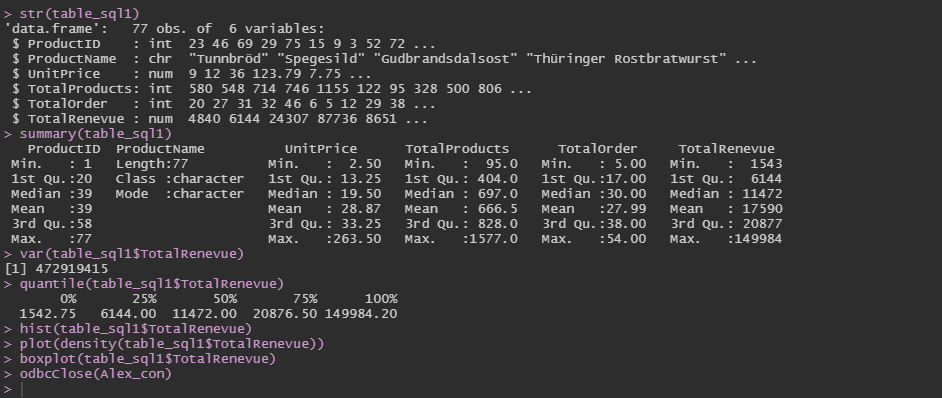 > str(table_sql1)
'data.frame':   77 obs. of  6 variables:
 $ ProductID    : int  23 46 69 29 75 15 9 3 52 72 ...
 $ ProductName  : chr  "Tunnbröd" "Spegesild" "Gudbrandsdalsost" "Thüringer Rostbratwurst" ...
 $ UnitPrice    : num  9 12 36 123.79 7.75 ...
 $ TotalProducts: int  580 548 714 746 1155 122 95 328 500 806 ...
 $ TotalOrder   : int  20 27 31 32 46 6 5 12 29 38 ...
 $ TotalRenevue : num  4840 6144 24307 87736 8651 ...
> summary(table_sql1)
   ProductID  ProductName          UnitPrice      TotalProducts      TotalOrder     TotalRenevue   
 Min.   : 1   Length:77          Min.   :  2.50   Min.   :  95.0   Min.   : 5.00   Min.   :  1543  
 1st Qu.:20   Class :character   1st Qu.: 13.25   1st Qu.: 404.0   1st Qu.:17.00   1st Qu.:  6144  
 Median :39   Mode  :character   Median : 19.50   Median : 697.0   Median :30.00   Median : 11472  
 Mean   :39                      Mean   : 28.87   Mean   : 666.5   Mean   :27.99   Mean   : 17590  
 3rd Qu.:58                      3rd Qu.: 33.25   3rd Qu.: 828.0   3rd Qu.:38.00   3rd Qu.: 20877  
 Max.   :77                      Max.   :263.50   Max.   :1577.0   Max.   :54.00   Max.   :149984  
> var(table_sql1$TotalRenevue)
[1] 472919415
> quantile(table_sql1$TotalRenevue)
       0%       25%       50%       75%      100% 
  1542.75   6144.00  11472.00  20876.50 149984.20 
> hist(table_sql1$TotalRenevue)
> plot(density(table_sql1$TotalRenevue))
> boxplot(table_sql1$TotalRenevue)
> odbcClose(Alex_con)
>